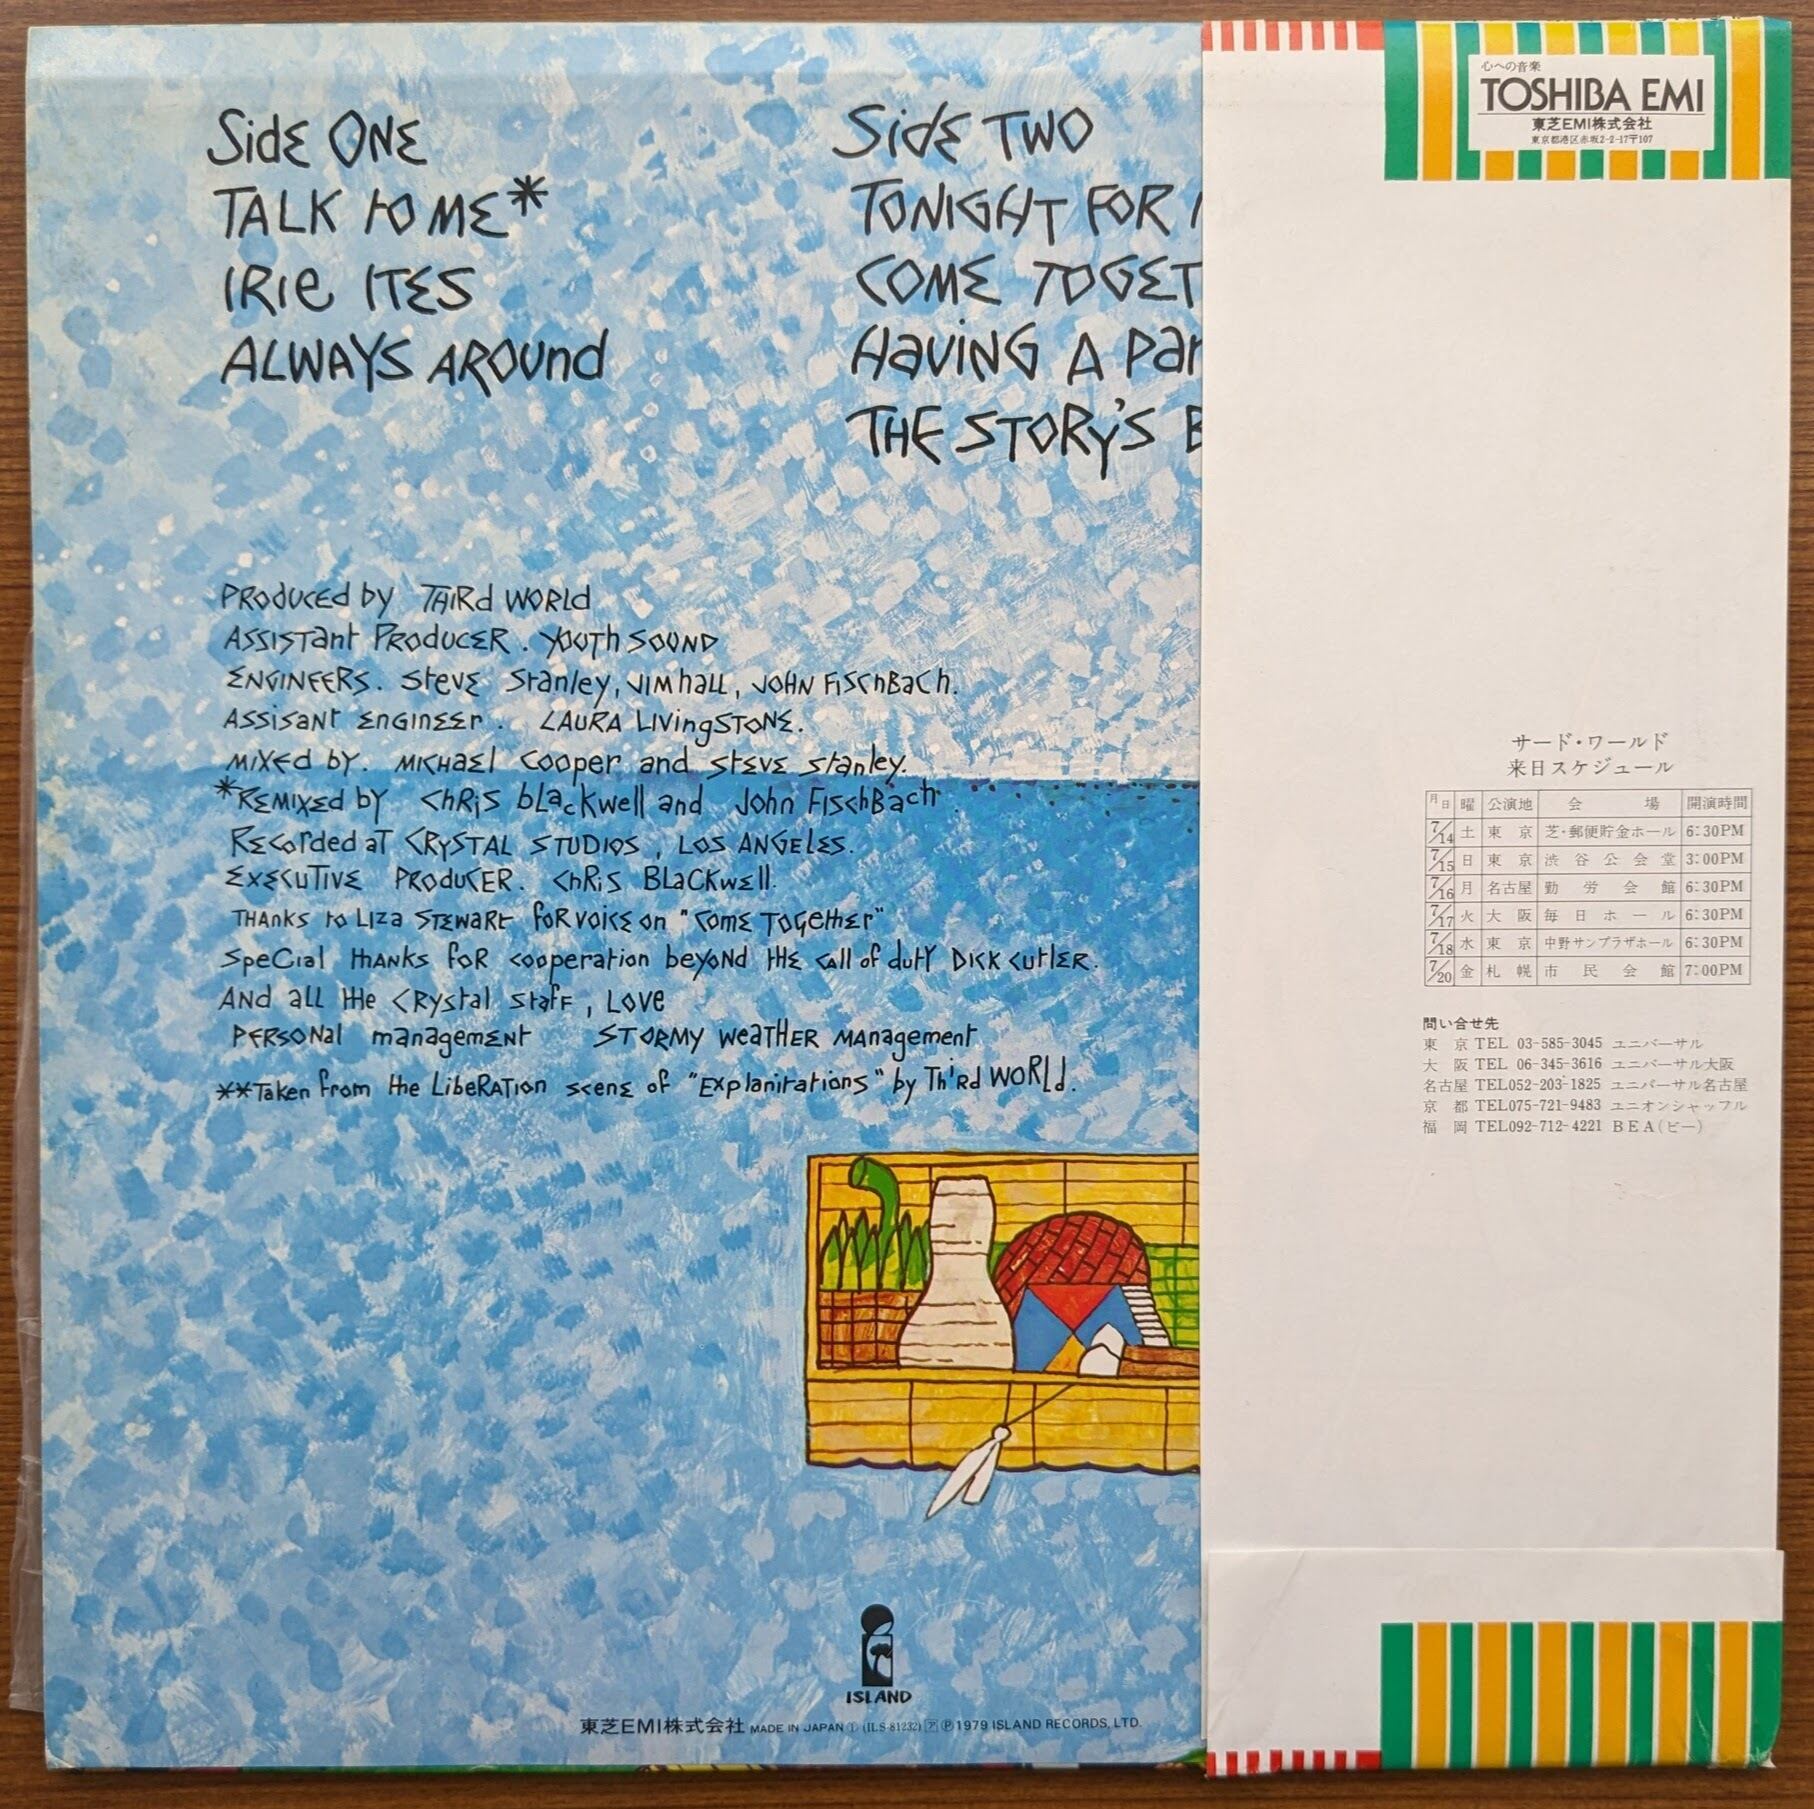 Side ONE
TALK TO ME*
IRIE ITES
ALWAYS AROUND
Side TWO
TONIGHT FOR
COME TOGET
HAVING A PAR
THE STORY'S B
PRODUCED by THIRD WORLD
ASSISTANT PRODUCER. YOUTH SOUND
ENGINEERS. STEVE STANLEY, JIM HALL, JOHN FISCHBACH.
ASSISANT ENGINEER. LAURA LIVINGSTONE.
MIXED by. MICHAEL COOPER and STEVE STANLEY.
*REMIXED by CHRIS BLACKWELL and JOHN FISCHBACH.
RECORDED AT CRYSTAL STUDIOS, LOS ANGELES.
EXECUTIVE PRODUCER. CHRIS BLACKWELL.
THANKS TO LIZA STEWART FOR VOICE ON "COME TOGETHER"
SPECIAL THANKS FOR COOPERATION BEYOND THE CALL of duty DICK CUTLER.
AND all the CRYSTAL STAFF, LOVE
PERSONAL management STORMY WEATHER MANAGEMENT
**Taken from the LIBERATION scene of "Explanitations" by Third WORLD.
ISLAND
東芝EMI株式会社 MADE IN JAPAN Ⓣ (ILS-81232) ア ℗ 1979 ISLAND RECORDS, LTD.
心への音楽
TOSHIBA EMI
東芝EMI株式会社
東京都港区赤坂2-2-17〒107
サード・ワールド
来日スケジュール
月日 曜 公演地 会場 開演時間
7/14 土 東京 芝・郵便貯金ホール 6:30PM
7/15 日 東京 渋谷公会堂 3:00PM
7/16 月 名古屋 勤労会館 6:30PM
7/17 火 大阪 毎日ホール 6:30PM
7/18 水 東京 中野サンプラザホール 6:30PM
7/20 金 札幌 市民会館 7:00PM
問い合せ先
東京 TEL 03-585-3045 ユニバーサル
大阪 TEL 06-345-3616 ユニバーサル大阪
名古屋 TEL052-203-1825 ユニバーサル名古屋
京都 TEL075-721-9483 ユニオンシャッフル
福岡 TEL092-712-4221 BEA(ビー)